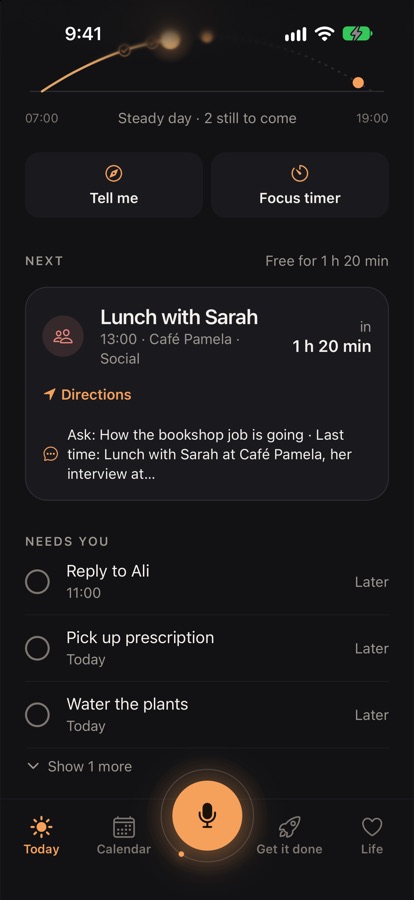 9:41
07:00
Steady day · 2 still to come
19:00
Tell me
Focus timer
NEXT
Free for 1 h 20 min
Lunch with Sarah
13:00 · Café Pamela ·
Social
in
1 h 20 min
Directions
Ask: How the bookshop job is going · Last
time: Lunch with Sarah at Café Pamela, her
interview at...
NEEDS YOU
Reply to Ali
11:00
Later
Pick up prescription
Today
Later
Water the plants
Today
Later
Show 1 more
Today
Calendar
Get it done
Life